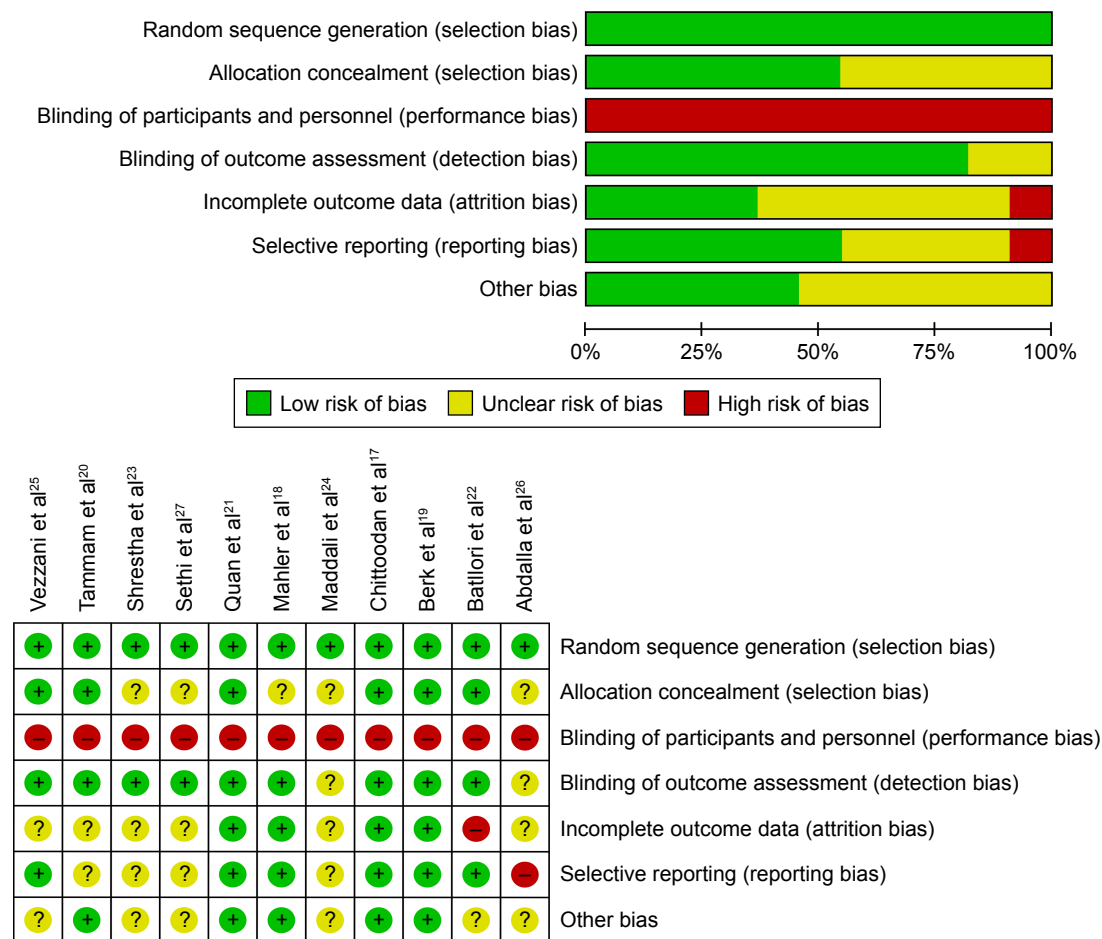 Random sequence generation (selection bias)
Allocation concealment (selection bias)
Blinding of participants and personnel (performance bias)
Blinding of outcome assessment (detection bias)
Incomplete outcome data (attrition bias)
Selective reporting (reporting bias)
Other bias
0% 25% 50% 75% 100%
Low risk of bias Unclear risk of bias High risk of bias
Vezzani et al25
Tammam et al20
Shrestha et al23
Sethi et al27
Quan et al21
Mahler et al18
Maddali et al24
Chittoodan et al17
Berk et al19
Batllori et al22
Abdalla et al26
+ + + + + + + + + + + Random sequence generation (selection bias)
+ + ? ? + ? ? + + + ? Allocation concealment (selection bias)
– – – – – – – – – – – Blinding of participants and personnel (performance bias)
+ + + + + + ? + + + ? Blinding of outcome assessment (detection bias)
? ? ? ? + + ? + + – ? Incomplete outcome data (attrition bias)
+ ? ? ? + + ? + + + – Selective reporting (reporting bias)
? + ? ? + + ? + + ? ? Other bias